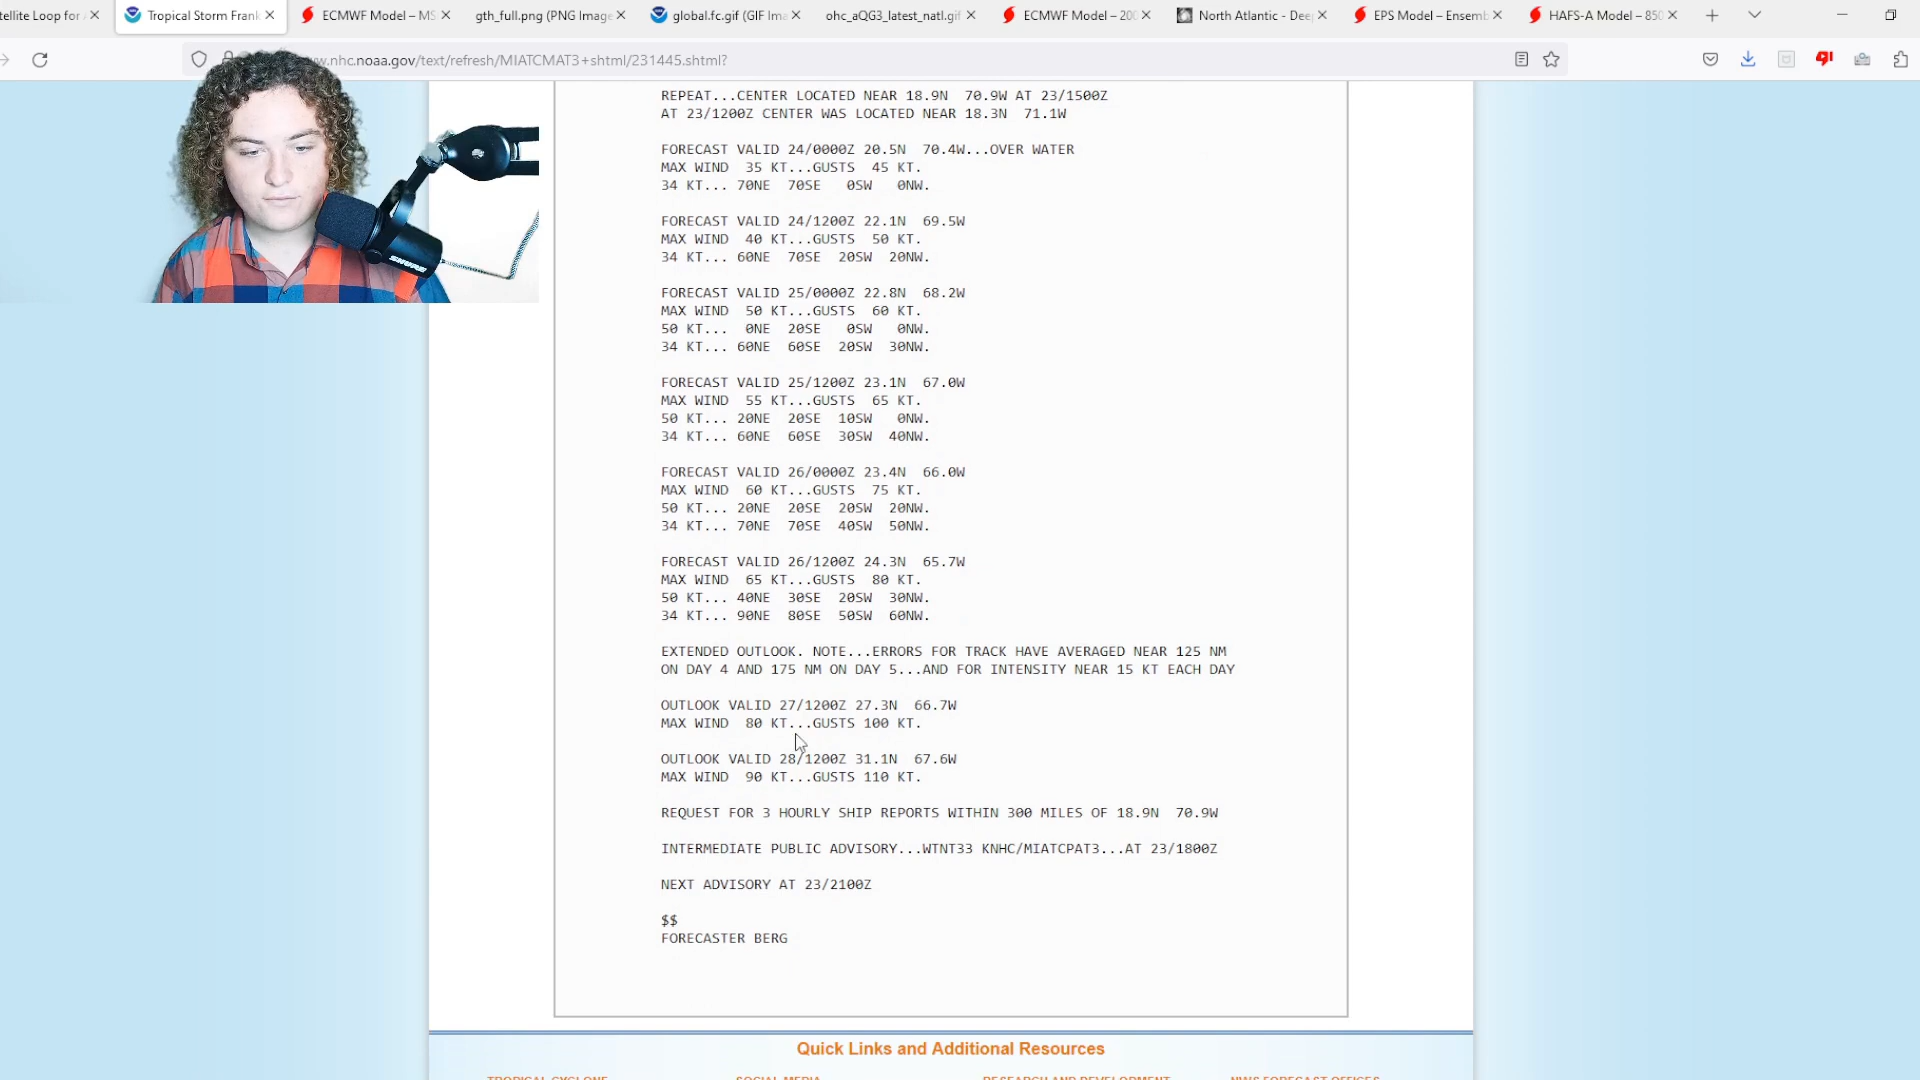 tellite Loop for A
Tropical Storm Frank
ECMWF Model – MS
gth_full.png (PNG Image
global.fc.gif (GIF Ima
ohc_aQG3_latest_natl.gif
ECMWF Model – 200
North Atlantic - Dee
EPS Model – Ensemb
HAFS-A Model – 850
w.nhc.noaa.gov/text/refresh/MIATCMAT3+shtml/231445.shtml?
REPEAT...CENTER LOCATED NEAR 18.9N 70.9W AT 23/1500Z
AT 23/1200Z CENTER WAS LOCATED NEAR 18.3N 71.1W
FORECAST VALID 24/0000Z 20.5N 70.4W...OVER WATER
MAX WIND 35 KT...GUSTS 45 KT.
34 KT... 70NE 70SE 0SW 0NW.
FORECAST VALID 24/1200Z 22.1N 69.5W
MAX WIND 40 KT...GUSTS 50 KT.
34 KT... 60NE 70SE 20SW 20NW.
FORECAST VALID 25/0000Z 22.8N 68.2W
MAX WIND 50 KT...GUSTS 60 KT.
50 KT... 0NE 20SE 0SW 0NW.
34 KT... 60NE 60SE 20SW 30NW.
FORECAST VALID 25/1200Z 23.1N 67.0W
MAX WIND 55 KT...GUSTS 65 KT.
50 KT... 20NE 20SE 10SW 0NW.
34 KT... 60NE 60SE 30SW 40NW.
FORECAST VALID 26/0000Z 23.4N 66.0W
MAX WIND 60 KT...GUSTS 75 KT.
50 KT... 20NE 20SE 20SW 20NW.
34 KT... 70NE 70SE 40SW 50NW.
FORECAST VALID 26/1200Z 24.3N 65.7W
MAX WIND 65 KT...GUSTS 80 KT.
50 KT... 40NE 30SE 20SW 30NW.
34 KT... 90NE 80SE 50SW 60NW.
EXTENDED OUTLOOK. NOTE...ERRORS FOR TRACK HAVE AVERAGED NEAR 125 NM
ON DAY 4 AND 175 NM ON DAY 5...AND FOR INTENSITY NEAR 15 KT EACH DAY
OUTLOOK VALID 27/1200Z 27.3N 66.7W
MAX WIND 80 KT...GUSTS 100 KT.
OUTLOOK VALID 28/1200Z 31.1N 67.6W
MAX WIND 90 KT...GUSTS 110 KT.
REQUEST FOR 3 HOURLY SHIP REPORTS WITHIN 300 MILES OF 18.9N 70.9W
INTERMEDIATE PUBLIC ADVISORY...WTNT33 KNHC/MIATCPAT3...AT 23/1800Z
NEXT ADVISORY AT 23/2100Z
$$
FORECASTER BERG
Quick Links and Additional Resources
TROPICAL CYCLONE
SOCIAL MEDIA
RESEARCH AND DEVELOPMENT
NWS FORECAST OFFICES
SHURE